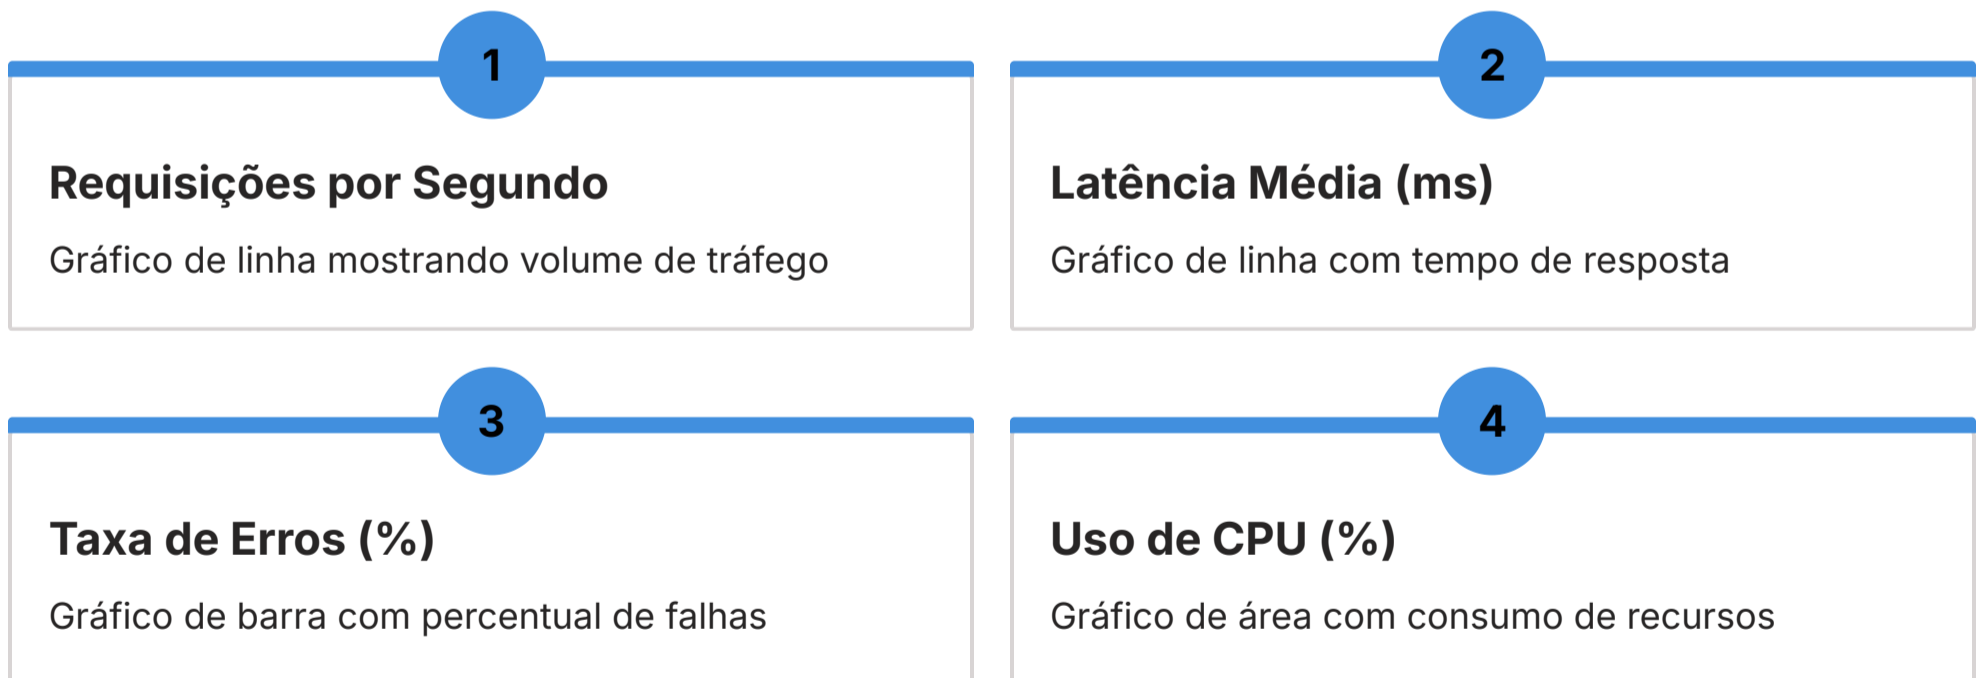 1
Requisições por Segundo
Gráfico de linha mostrando volume de tráfego
2
Latência Média (ms)
Gráfico de linha com tempo de resposta
3
Taxa de Erros (%)
Gráfico de barra com percentual de falhas
4
Uso de CPU (%)
Gráfico de área com consumo de recursos